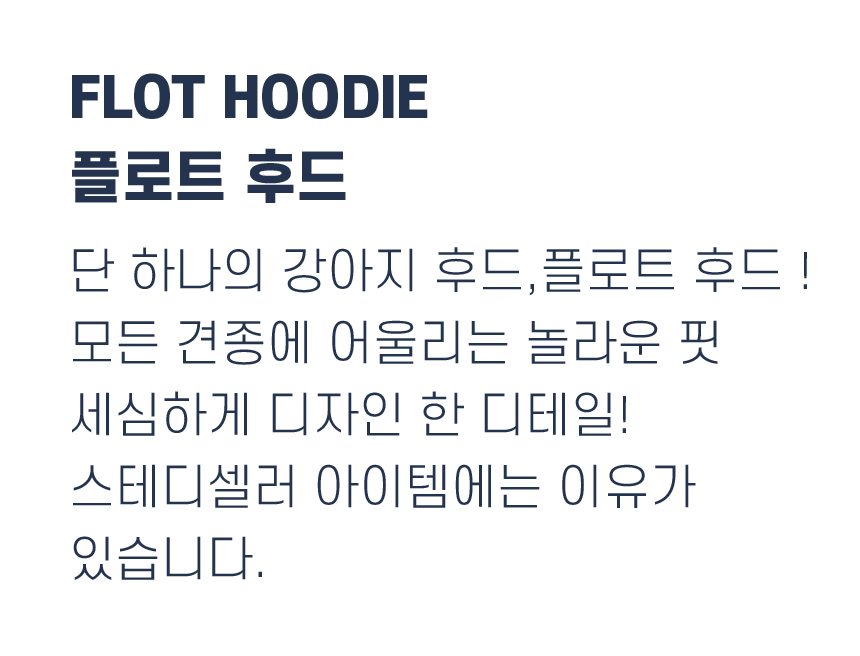 FLOT HOODIE
플로트 후드
단 하나의 강아지 후드,플로트 후드 !
모든 견종에 어울리는 놀라운 핏
세심하게 디자인 한 디테일!
스테디셀러 아이템에는 이유가
있습니다.